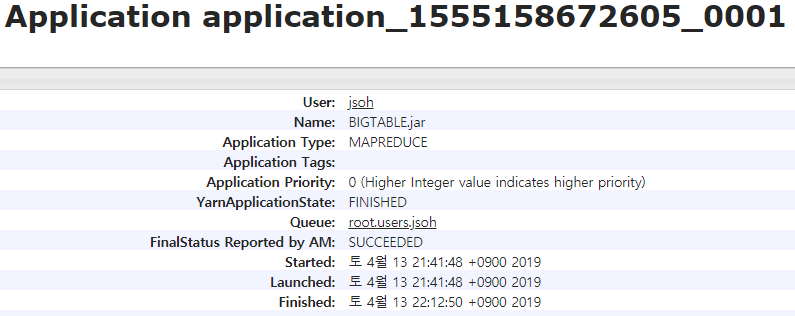 Application application_1555158672605_0001
User: jsoh
Name: BIGTABLE.jar
Application Type: MAPREDUCE
Application Tags:
Application Priority: 0 (Higher Integer value indicates higher priority)
YarnApplicationState: FINISHED
Queue: root.users.jsoh
FinalStatus Reported by AM: SUCCEEDED
Started: 토 4월 13 21:41:48 +0900 2019
Launched: 토 4월 13 21:41:48 +0900 2019
Finished: 토 4월 13 22:12:50 +0900 2019